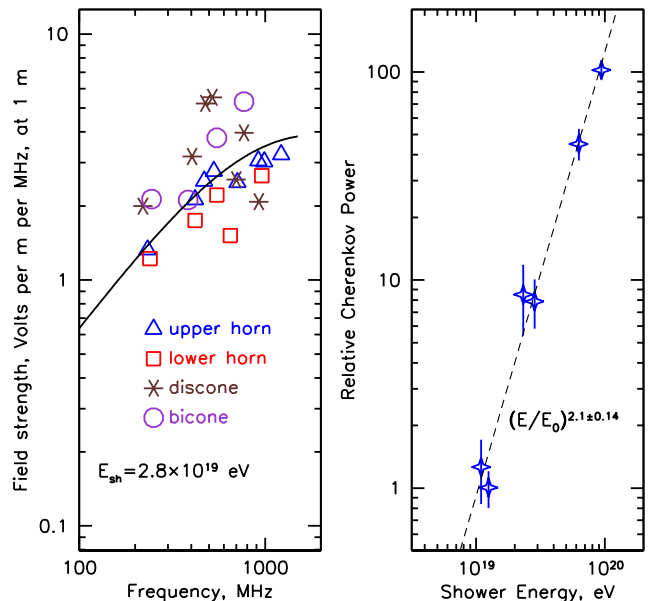 Field strength, Volts per m per MHz, at 1 m
10
1
0.1
100
1000
Frequency, MHz
upper horn
lower horn
discone
bicone
E_sh=2.8×10^19 eV
Relative Cherenkov Power
100
10
1
10^19
10^20
Shower Energy, eV
(E/E_0)^2.1±0.14